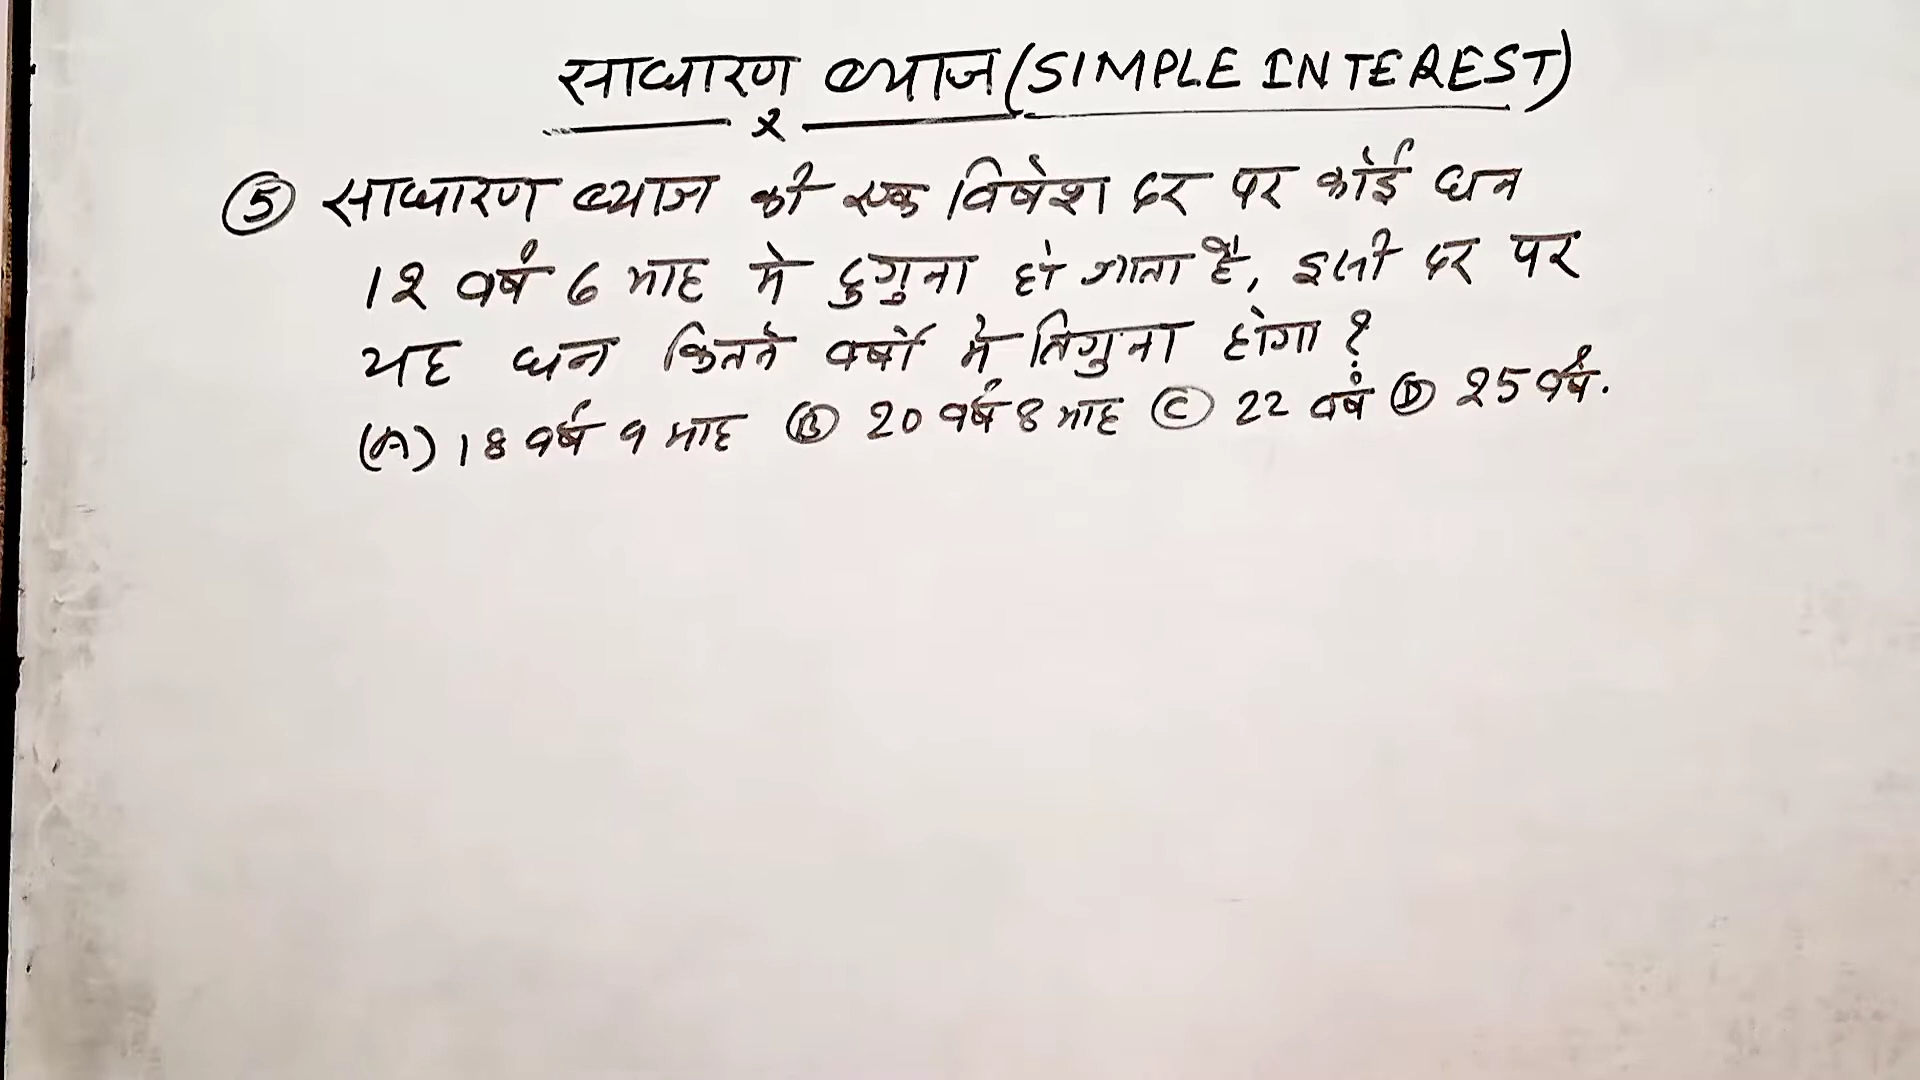 साधारण ब्याज (SIMPLE INTEREST)
x
⑤ साधारण ब्याज की एक विषेश दर पर कोई धन
12 वर्ष 6 माह मे दुगुना हो जाता है, इसी दर पर
यह धन कितने वर्षो मे तिगुना होगा ?
(A) 18 वर्ष 9 माह Ⓑ 20 वर्ष 8 माह Ⓒ 22 वर्ष Ⓓ 25 वर्ष.